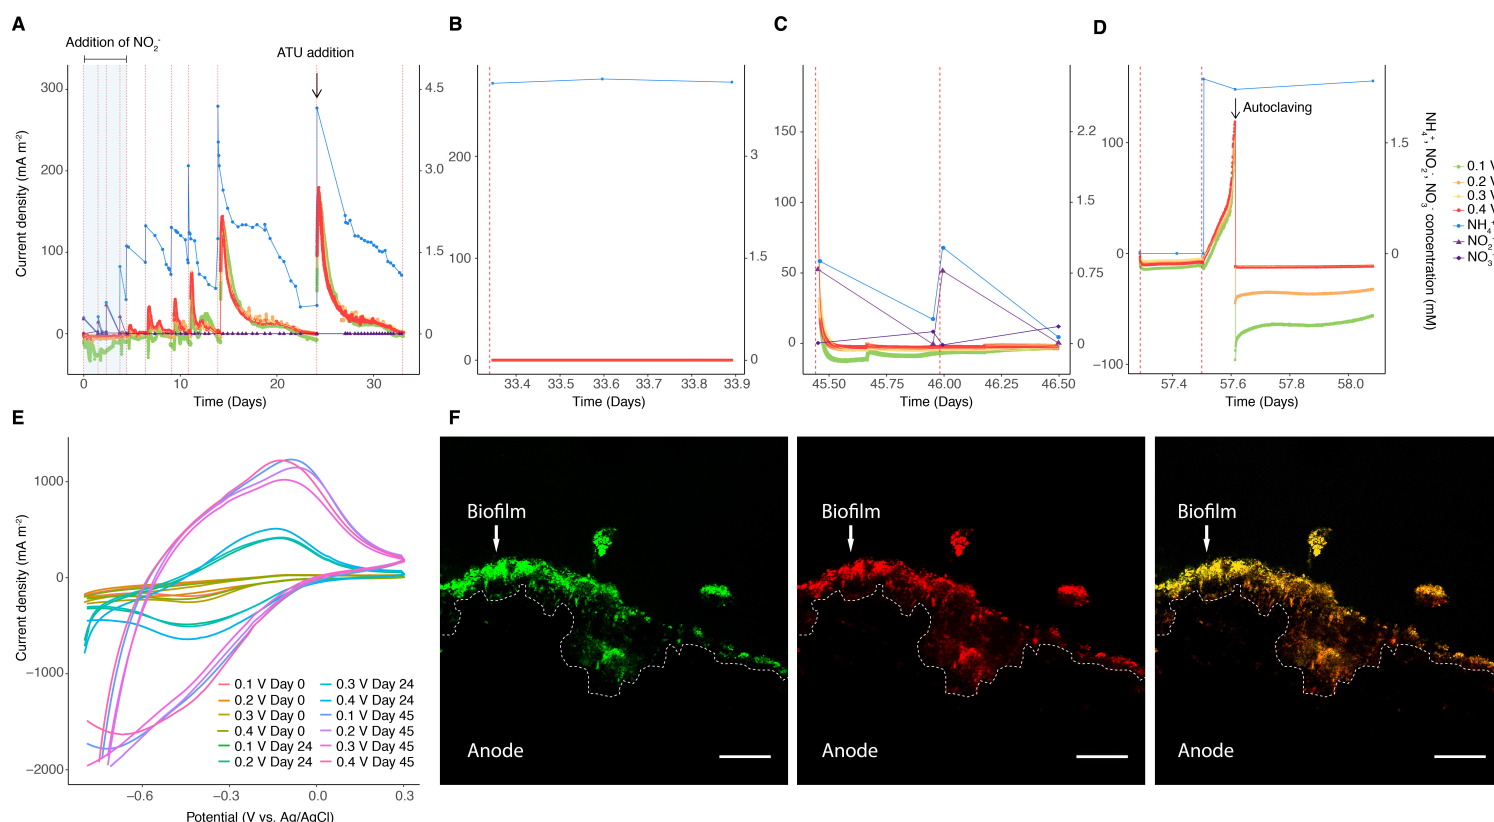 A
B
C
D
Addition of NO₂⁻
ATU addition
Autoclaving
Current density (mA m⁻²)
300
200
100
0
4.5
3.0
1.5
0
0
10
20
30
Time (Days)
200
100
0
3
1.5
0
33.4
33.5
33.6
33.7
33.8
33.9
Time (Days)
150
100
50
0
2.2
1.5
0.75
0
45.50
45.75
46.00
46.25
46.50
Time (Days)
100
0
−100
1.5
0
57.4
57.6
57.8
58.0
Time (Days)
NH₄⁺, NO₂⁻, NO₃⁻ concentration (mM)
0.1 V
0.2 V
0.3 V
0.4 V
NH₄⁺
NO₂⁻
NO₃⁻
E
Current density (mA m⁻²)
1000
0
−1000
−2000
−0.6
−0.3
0.0
0.3
Potential (V vs. Ag/AgCl)
0.1 V Day 0
0.2 V Day 0
0.3 V Day 0
0.4 V Day 0
0.1 V Day 24
0.2 V Day 24
0.3 V Day 24
0.4 V Day 24
0.1 V Day 45
0.2 V Day 45
0.3 V Day 45
0.4 V Day 45
F
Biofilm
Anode
Biofilm
Anode
Biofilm
Anode